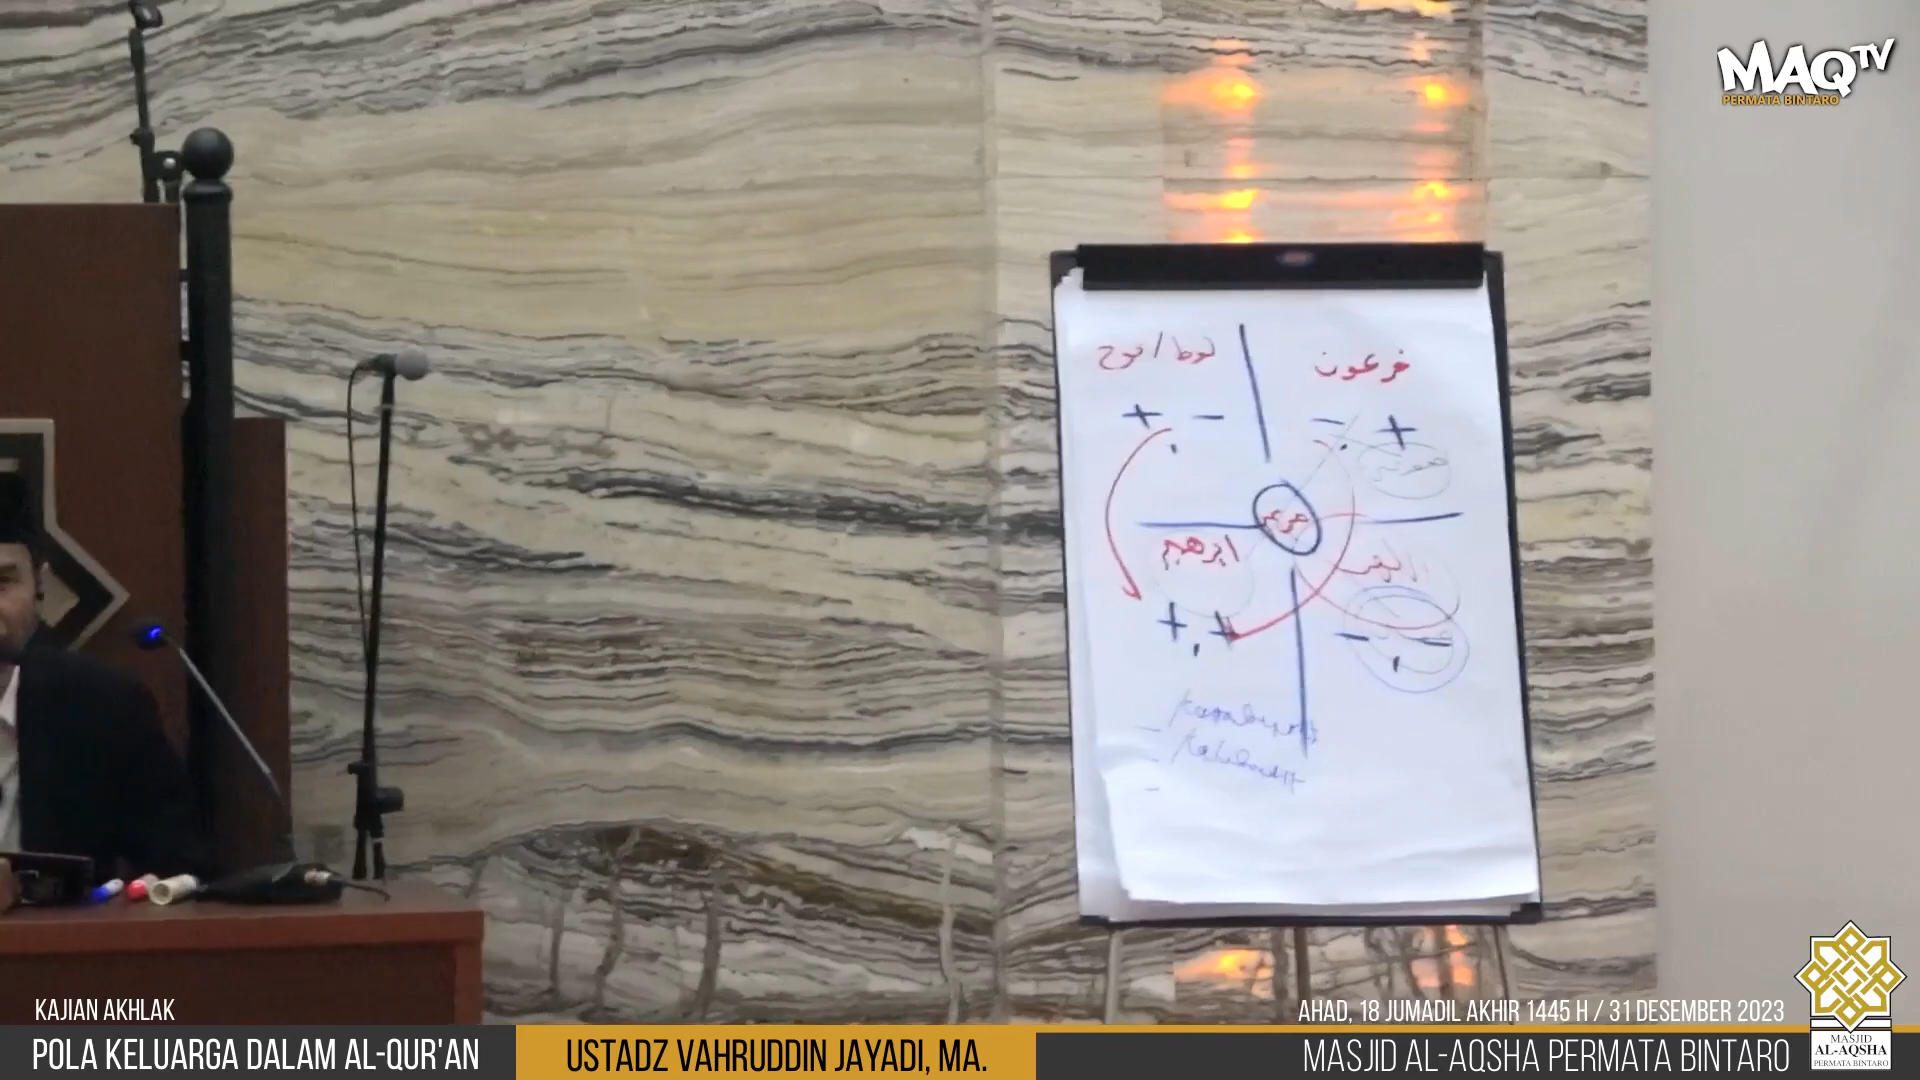 MAQTV
PERMATA BINTARO
لوط / نوح
فرعون
+ -
- +
مريم
ابرهيم
+, +
- -
KAJIAN AKHLAK
AHAD, 18 JUMADIL AKHIR 1445 H / 31 DESEMBER 2023
POLA KELUARGA DALAM AL-QUR'AN
USTADZ VAHRUDDIN JAYADI, MA.
MASJID AL-AQSHA PERMATA BINTARO
MASJID
AL-AQSHA
PERMATA BINTARO